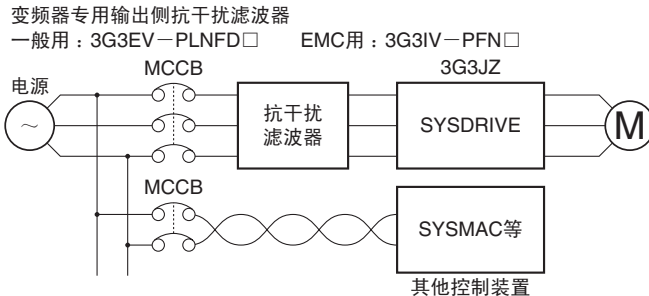 变频器专用输出侧抗干扰滤波器
一般用：3G3EV－PLNFD□ EMC用：3G3IV－PFN□
电源
MCCB
3G3JZ
抗干扰
滤波器
SYSDRIVE
M
MCCB
SYSMAC等
其他控制装置